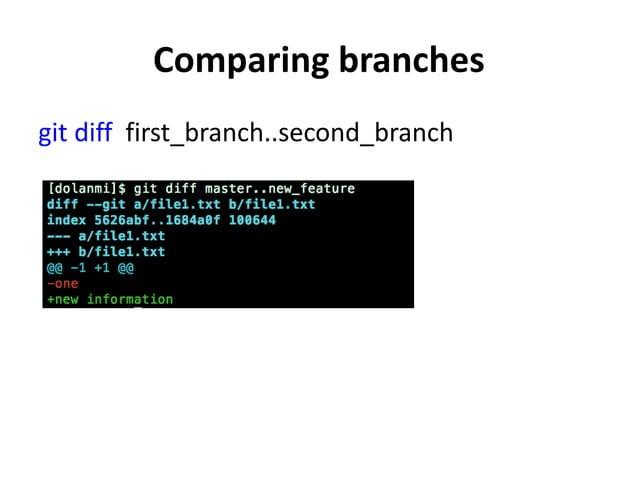 Comparing branches
git diff first_branch..second_branch
[dolanmi]$ git diff master..new_feature
diff --git a/file1.txt b/file1.txt
index 5626abf..1684a0f 100644
--- a/file1.txt
+++ b/file1.txt
@@ -1 +1 @@
-one
+new information